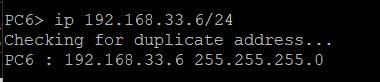 PC6> ip 192.168.33.6/24
Checking for duplicate address...
PC6 : 192.168.33.6 255.255.255.0